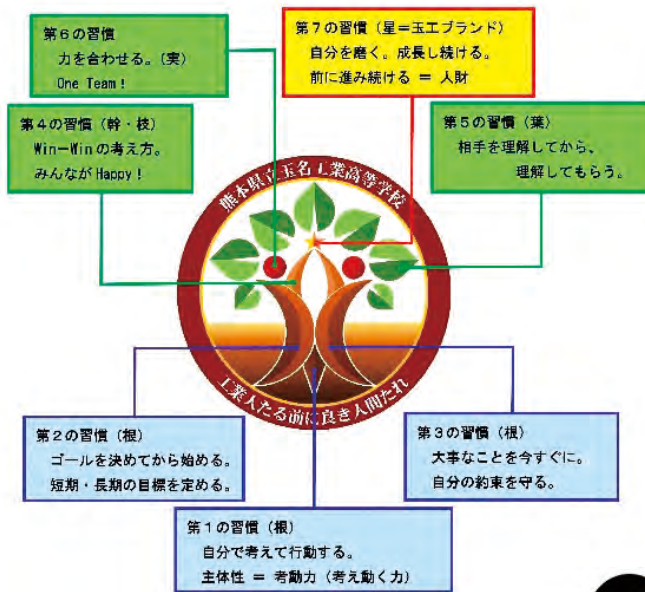 第６の習慣
力を合わせる。（実）
One Team！
第７の習慣（星＝玉工ブランド）
自分を磨く。成長し続ける。
前に進み続ける ＝ 人財
第４の習慣（幹・枝）
Win－Winの考え方。
みんながHappy！
第５の習慣（葉）
相手を理解してから、
理解してもらう。
熊本県立玉名工業高等学校
工業人たる前に良き人間たれ
第２の習慣（根）
ゴールを決めてから始める。
短期・長期の目標を定める。
第３の習慣（根）
大事なことを今すぐに。
自分の約束を守る。
第１の習慣（根）
自分で考えて行動する。
主体性 ＝ 考動力（考え動く力）